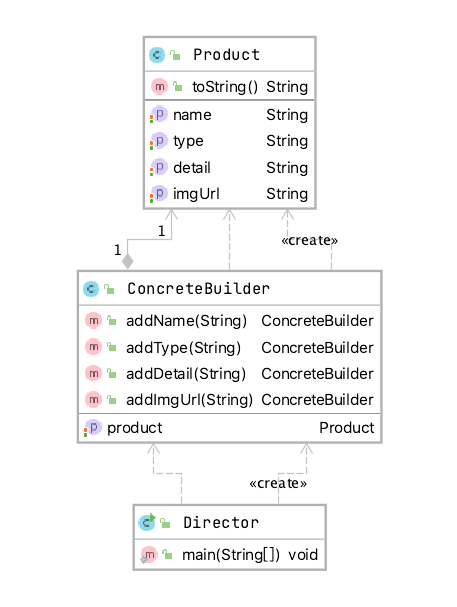 Product
toString() String
name String
type String
detail String
imgUrl String
1
«create»
1
ConcreteBuilder
addName(String) ConcreteBuilder
addType(String) ConcreteBuilder
addDetail(String) ConcreteBuilder
addImgUrl(String) ConcreteBuilder
product Product
«create»
Director
main(String[]) void